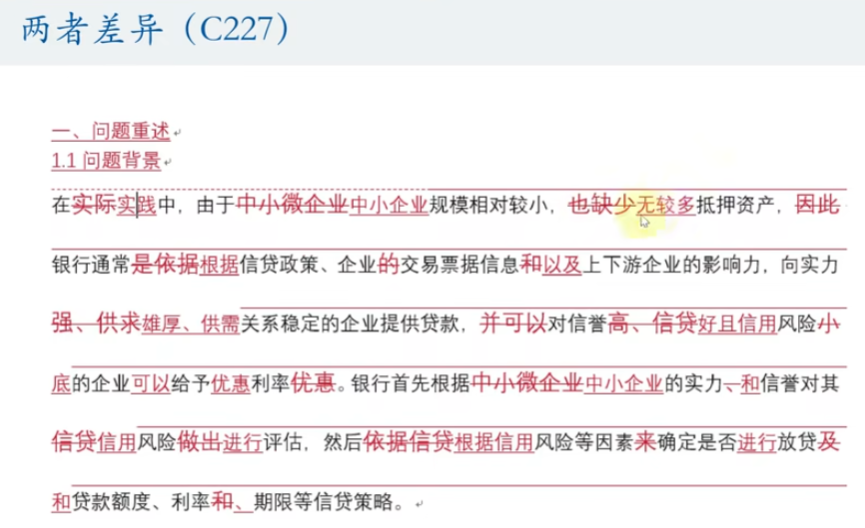 两者差异（C227）
一、问题重述
1.1 问题背景
在实际实践中，由于中小微企业中小企业规模相对较小，也缺少无较多抵押资产，因此
银行通常是依据根据信贷政策、企业的交易票据信息和以及上下游企业的影响力，向实力
强、供求雄厚、供需关系稳定的企业提供贷款，并可以对信誉高、信贷好且信用风险小
底的企业可以给予优惠利率优惠。银行首先根据中小微企业中小企业的实力、和信誉对其
信贷信用风险做出进行评估，然后依据信贷根据信用风险等因素来确定是否进行放贷及
和贷款额度、利率和、期限等信贷策略。